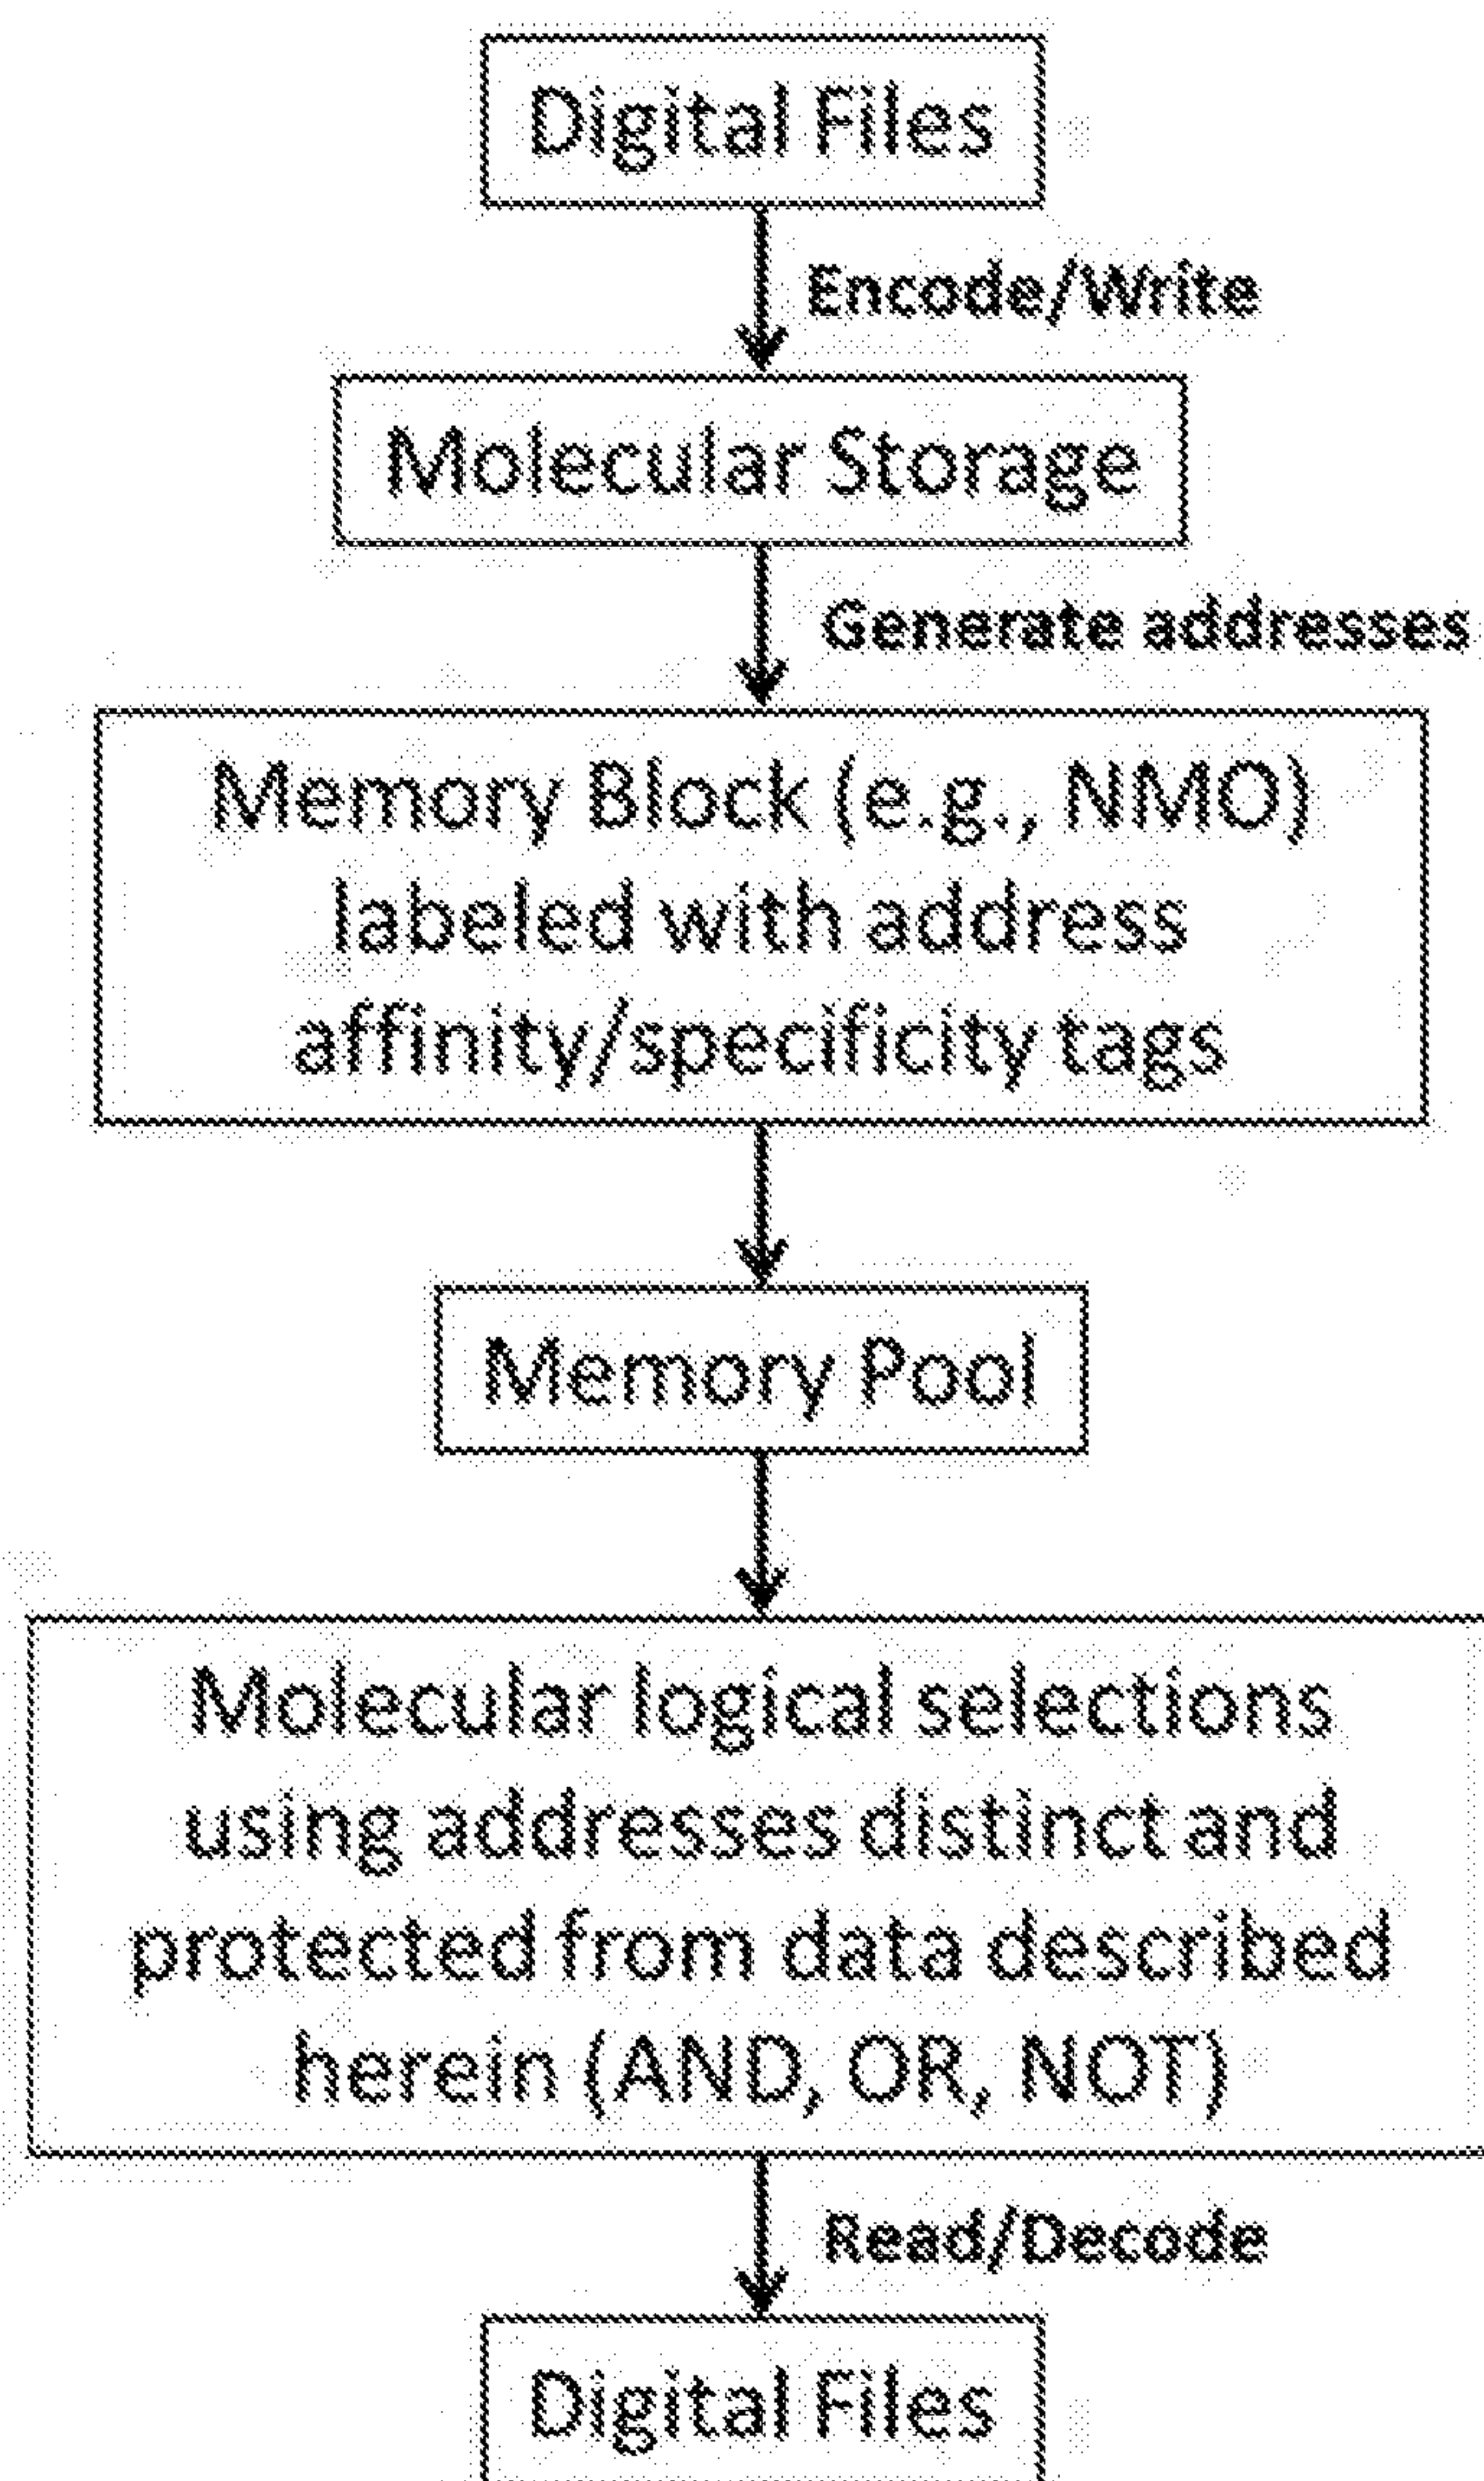 Digital Files
Encode/Write
Molecular Storage
Generate addresses
Memory Block (e.g., NMO)
labeled with address
affinity/specificity tags
Memory Pool
Molecular logical selections
using addresses distinct and
protected from data described
herein (AND, OR, NOT)
Read/Decode
Digital Files